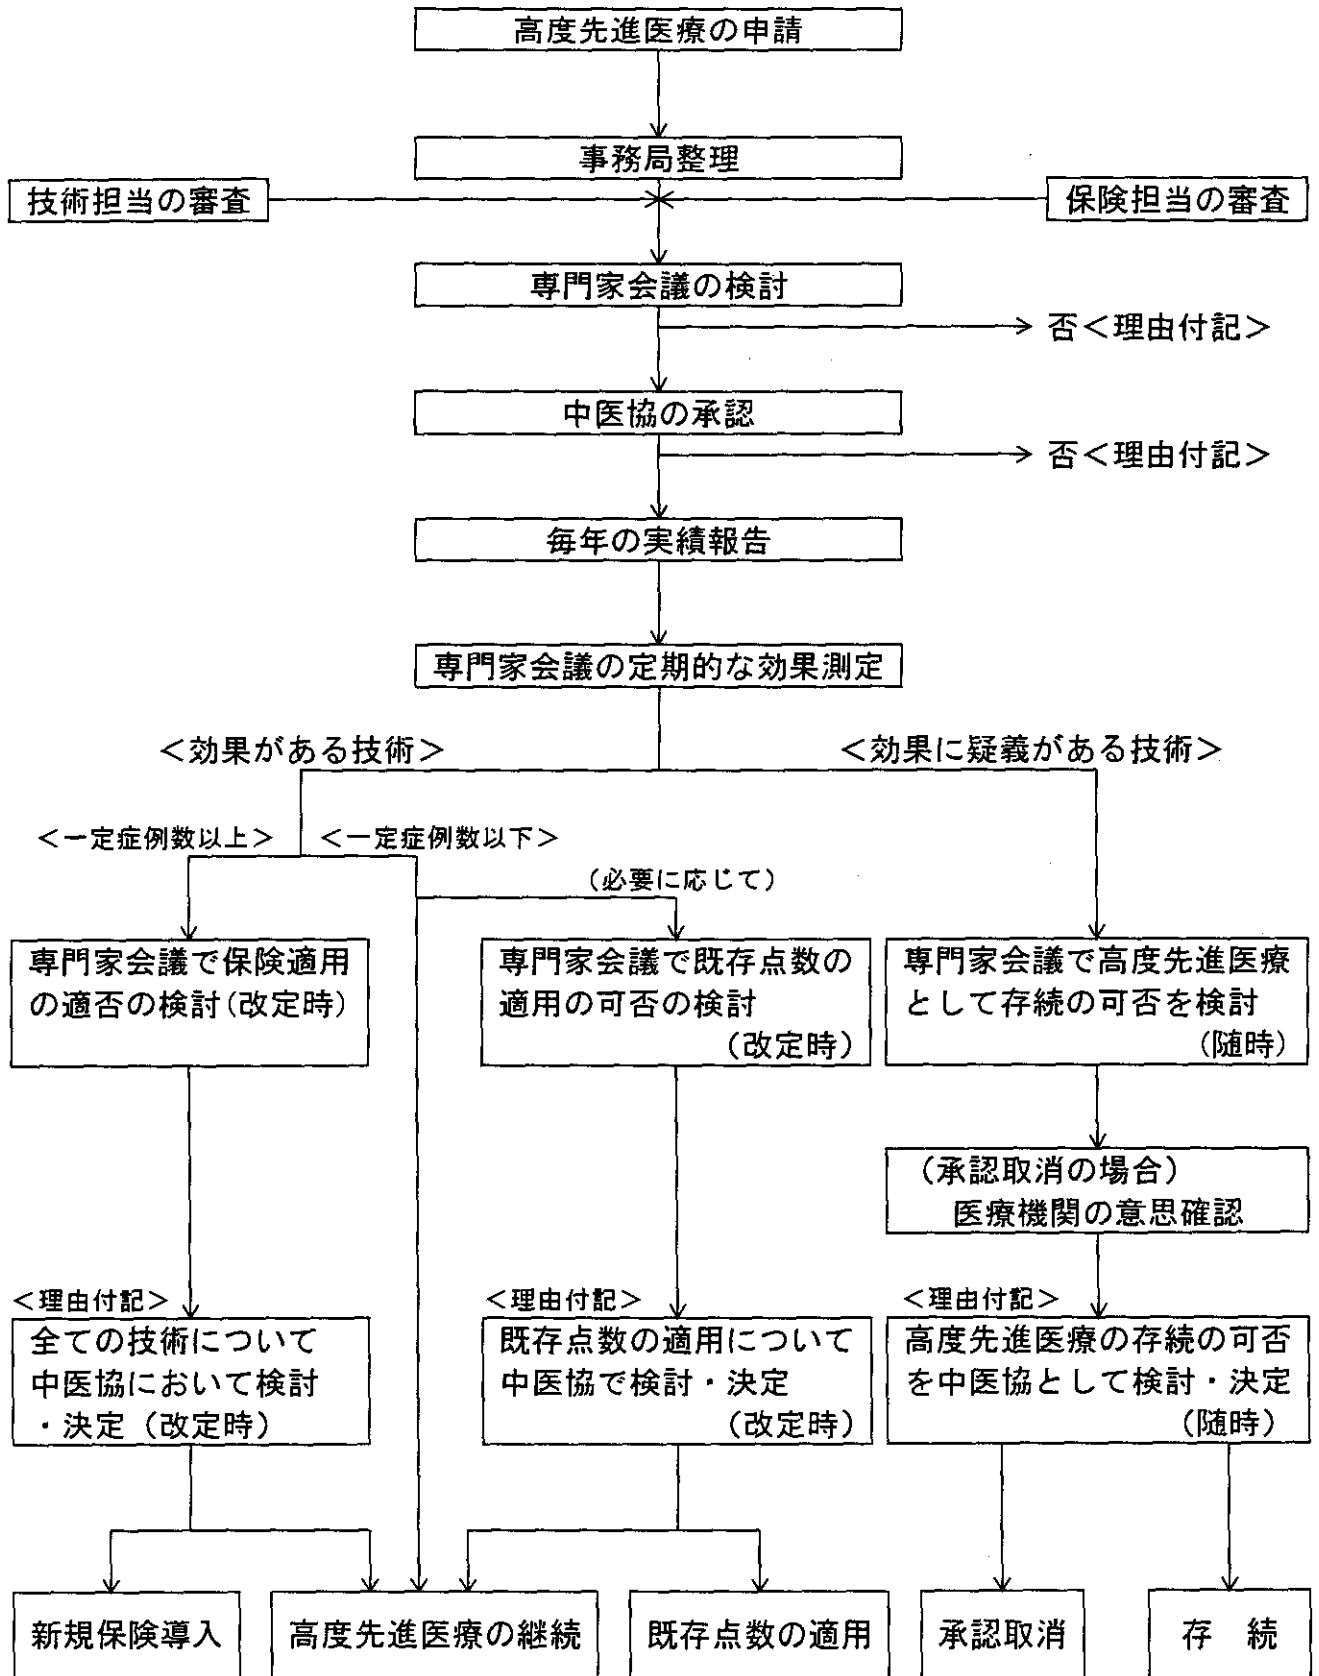 高度先進医療の申請
事務局整理
技術担当の審査
保険担当の審査
専門家会議の検討
否＜理由付記＞
中医協の承認
否＜理由付記＞
毎年の実績報告
専門家会議の定期的な効果測定
＜効果がある技術＞
＜効果に疑義がある技術＞
＜一定症例数以上＞
＜一定症例数以下＞
（必要に応じて）
専門家会議で保険適用
の適否の検討（改定時）
専門家会議で既存点数の
適用の可否の検討
（改定時）
専門家会議で高度先進医療
として存続の可否を検討
（随時）
（承認取消の場合）
医療機関の意思確認
＜理由付記＞
全ての技術について
中医協において検討
・決定（改定時）
＜理由付記＞
既存点数の適用について
中医協で検討・決定
（改定時）
＜理由付記＞
高度先進医療の存続の可否
を中医協として検討・決定
（随時）
新規保険導入
高度先進医療の継続
既存点数の適用
承認取消
存　続